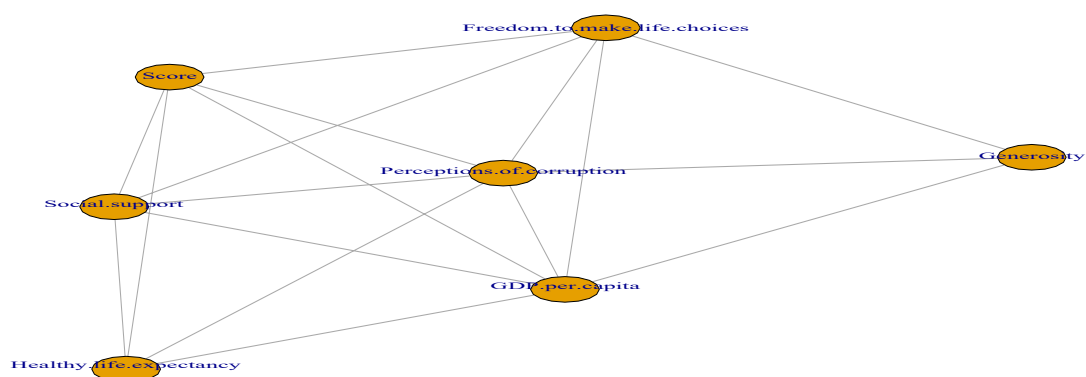 Freedom.to.make.life.choices
Score
Generosity
Perceptions.of.corruption
Social.support
GDP.per.capita
Healthy.life.expectancy